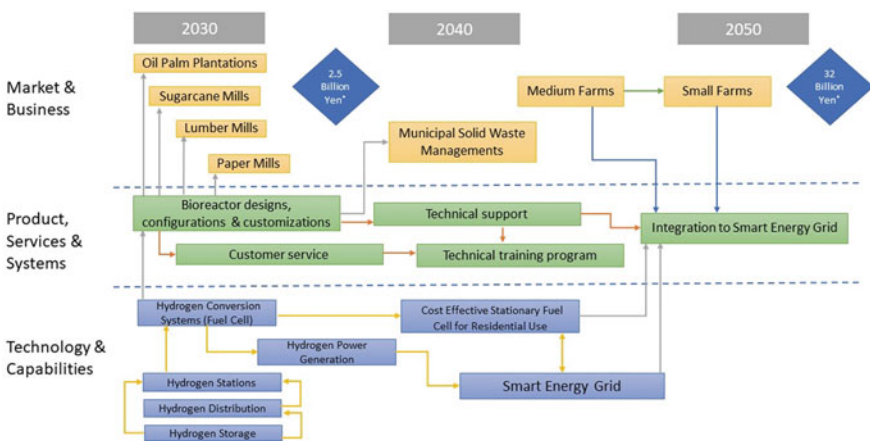 2030
2040
2050
Market &
Business
Oil Palm Plantations
Sugarcane Mills
Lumber Mills
Paper Mills
2.5
Billion
Yen*
Municipal Solid Waste
Managements
Medium Farms
Small Farms
32
Billion
Yen*
Product,
Services &
Systems
Bioreactor designs,
configurations & customizations
Technical support
Integration to Smart Energy Grid
Customer service
Technical training program
Technology &
Capabilities
Hydrogen Conversion
Systems (Fuel Cell)
Cost Effective Stationary Fuel
Cell for Residential Use
Hydrogen Power
Generation
Smart Energy Grid
Hydrogen Stations
Hydrogen Distribution
Hydrogen Storage